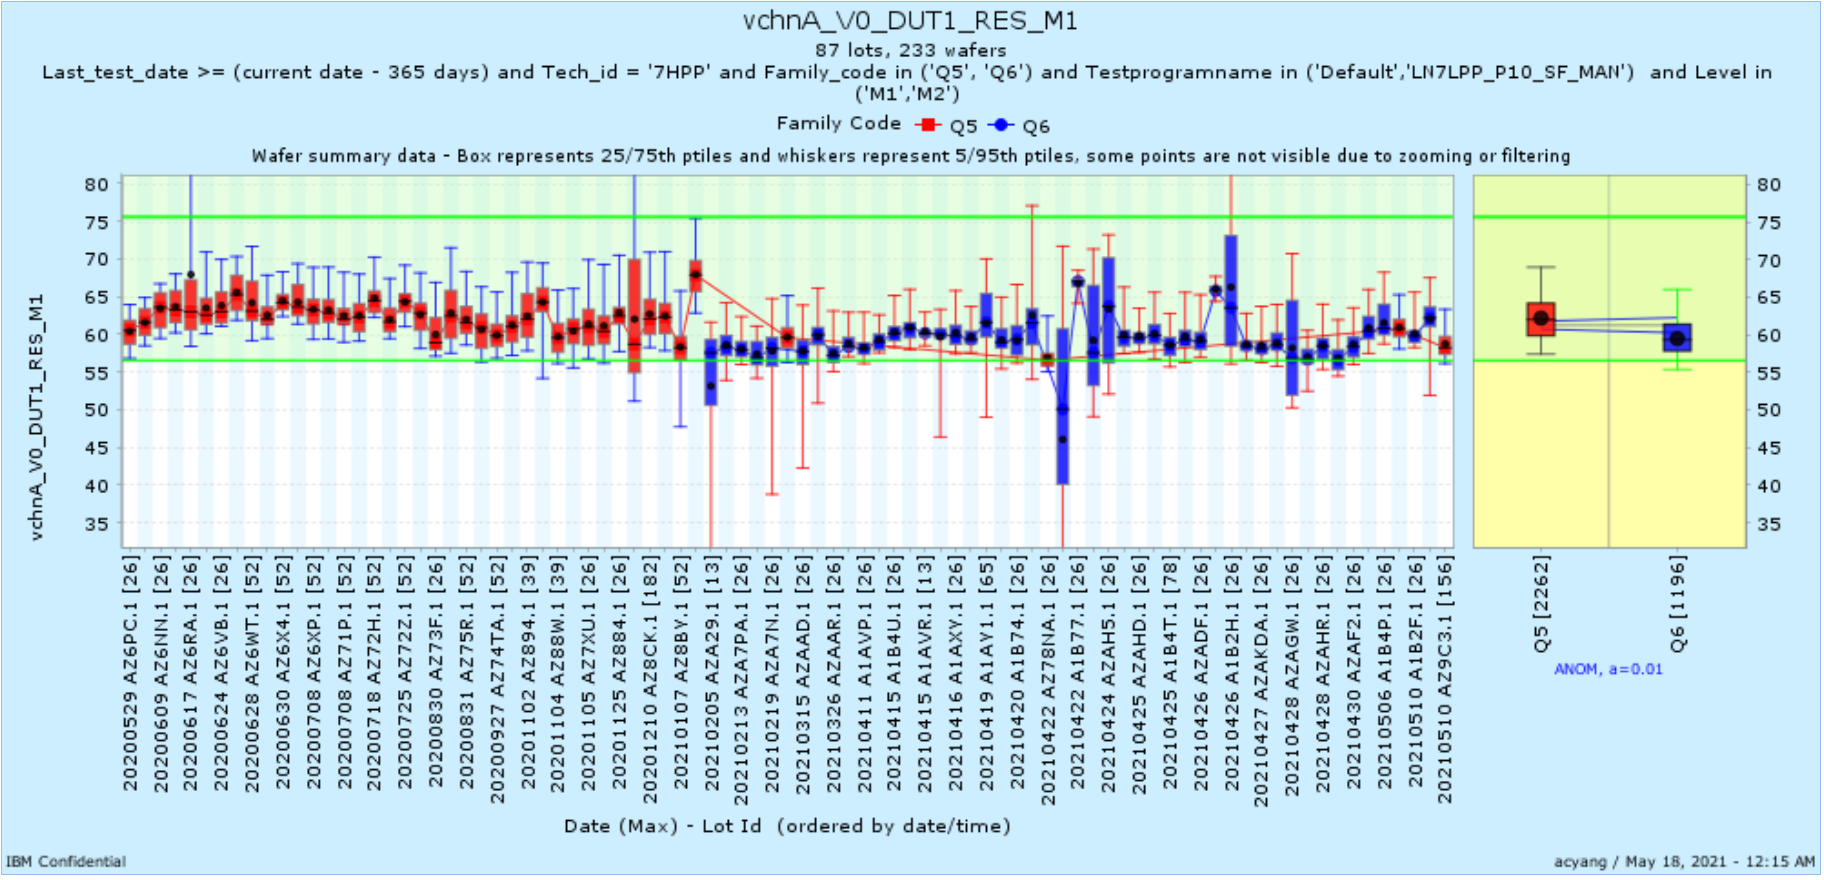 vchnA_V0_DUT1_RES_M1
87 lots, 233 wafers
Last_test_date >= (current date - 365 days) and Tech_id = '7HPP' and Family_code in ('Q5', 'Q6') and Testprogramname in ('Default','LN7LPP_P10_SF_MAN')  and Level in
('M1','M2')
Family Code Q5 Q6
Wafer summary data - Box represents 25/75th ptiles and whiskers represent 5/95th ptiles, some points are not visible due to zooming or filtering
vchnA_V0_DUT1_RES_M1
80
75
70
65
60
55
50
45
40
35
80
75
70
65
60
55
50
45
40
35
20200529 AZ6PC.1 [26]
20200609 AZ6NN.1 [26]
20200617 AZ6RA.1 [26]
20200624 AZ6VB.1 [26]
20200628 AZ6WT.1 [52]
20200630 AZ6X4.1 [52]
20200708 AZ6XP.1 [52]
20200708 AZ71P.1 [52]
20200718 AZ72H.1 [52]
20200725 AZ72Z.1 [52]
20200830 AZ73F.1 [26]
20200831 AZ75R.1 [52]
20200927 AZ74TA.1 [52]
20201102 AZ894.1 [39]
20201104 AZ88W.1 [39]
20201105 AZ7XU.1 [26]
20201125 AZ884.1 [26]
20201210 AZ8CK.1 [182]
20210107 AZ8BY.1 [52]
20210205 AZA29.1 [13]
20210213 AZA7PA.1 [26]
20210219 AZA7N.1 [26]
20210315 AZAAD.1 [26]
20210326 AZAAR.1 [26]
20210411 A1AVP.1 [26]
20210415 A1B4U.1 [26]
20210415 A1AVR.1 [13]
20210416 A1AXY.1 [26]
20210419 A1AY1.1 [65]
20210420 A1B74.1 [26]
20210422 AZ78NA.1 [26]
20210422 A1B77.1 [26]
20210424 AZAH5.1 [26]
20210425 AZAHD.1 [26]
20210425 A1B4T.1 [78]
20210426 AZADF.1 [26]
20210426 A1B2H.1 [26]
20210427 AZAKDA.1 [26]
20210428 AZAGW.1 [26]
20210428 AZAHR.1 [26]
20210430 AZAF2.1 [26]
20210506 A1B4P.1 [26]
20210510 A1B2F.1 [26]
20210510 AZ9C3.1 [156]
Q5 [2262]
Q6 [1196]
ANOM, a=0.01
Date (Max) - Lot Id  (ordered by date/time)
IBM Confidential
acyang / May 18, 2021 - 12:15 AM